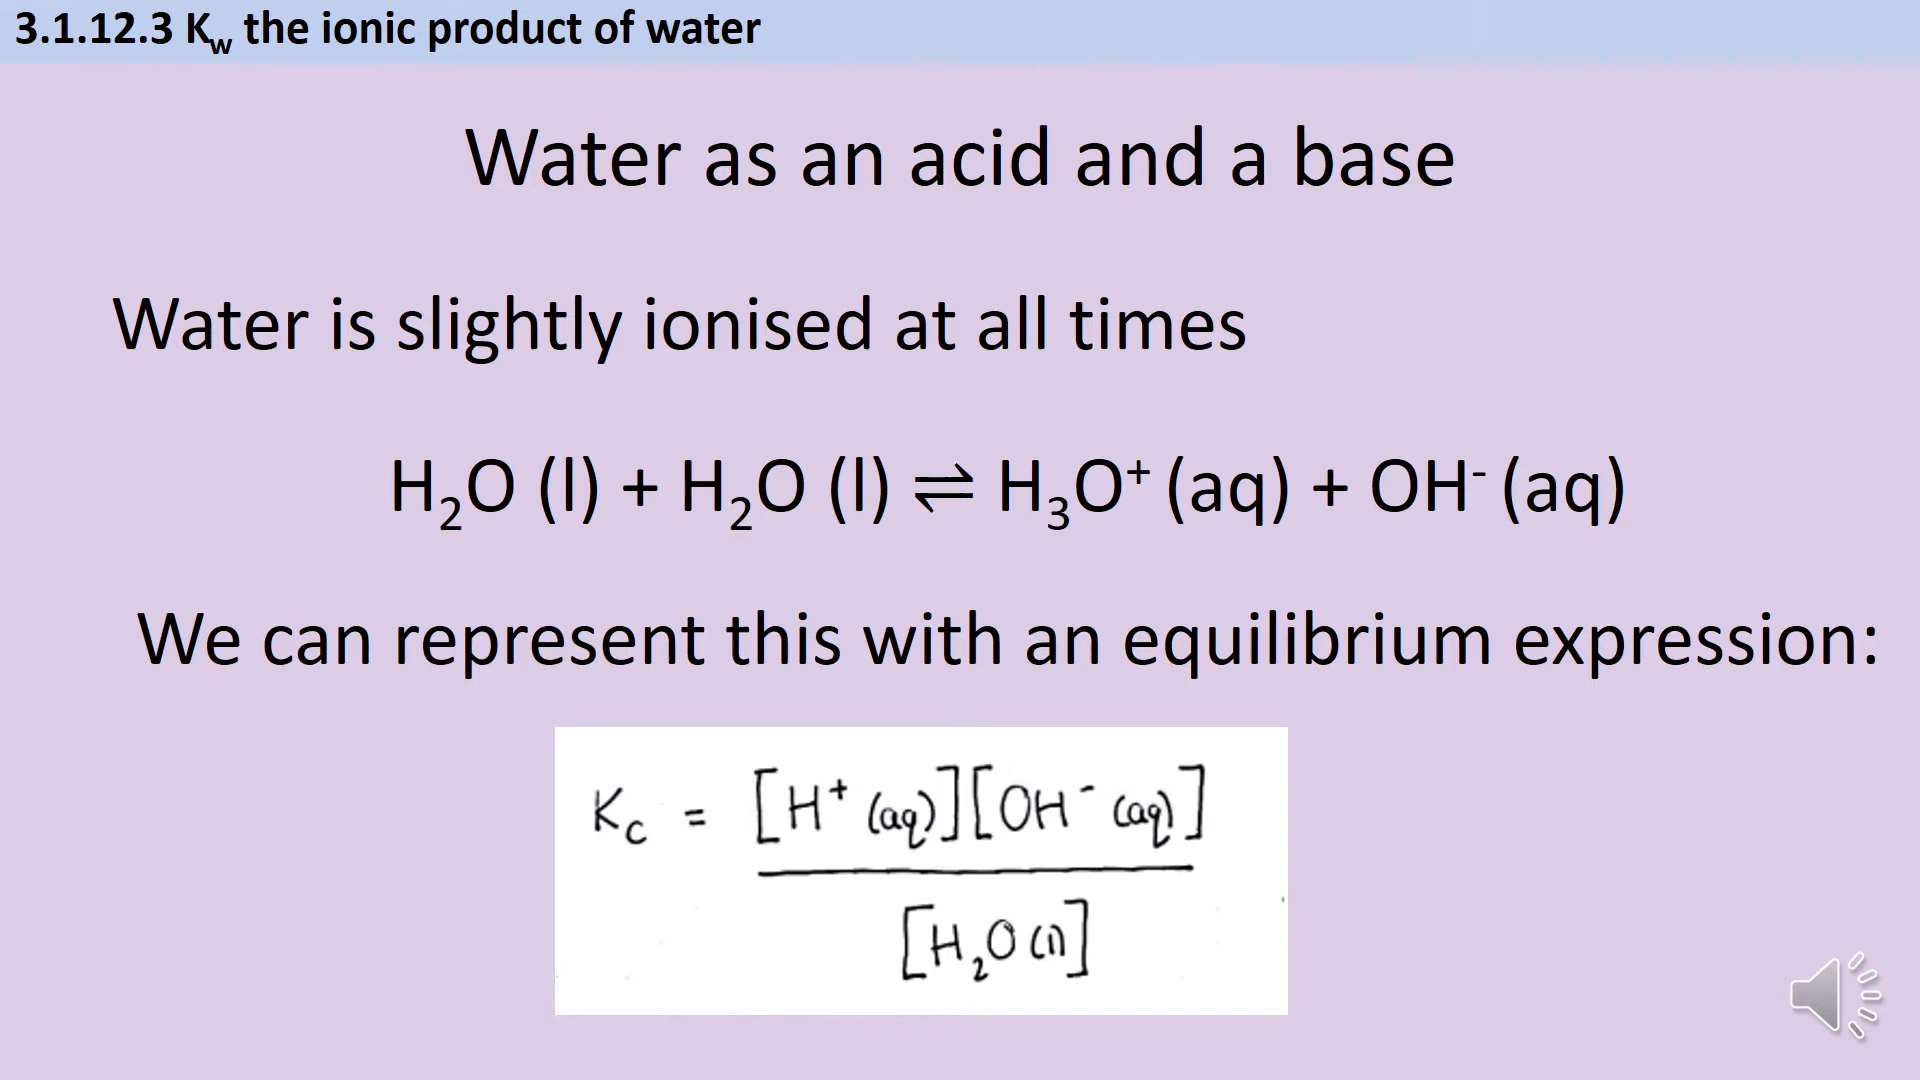 3.1.12.3 Kw the ionic product of water
Water as an acid and a base
Water is slightly ionised at all times
H₂O (l) + H₂O (l) ⇌ H₃O⁺ (aq) + OH⁻ (aq)
We can represent this with an equilibrium expression:
Kc = [H⁺ (aq)][OH⁻ (aq)]
[H₂O (l)]